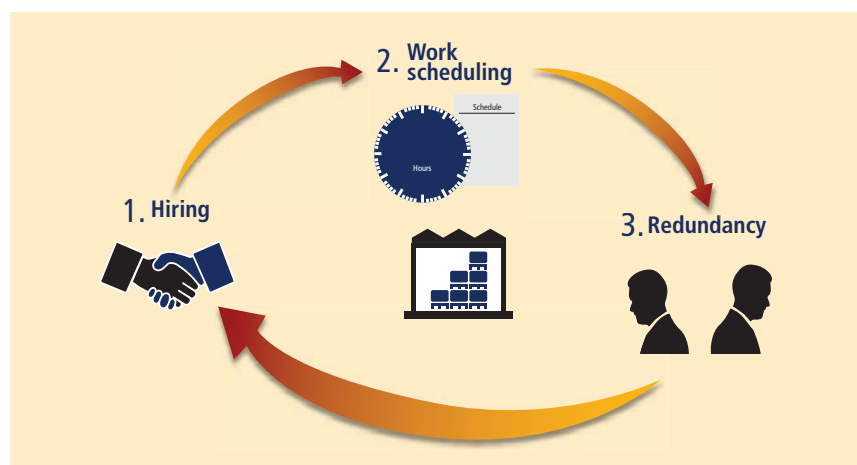 1. Hiring
2. Work
scheduling
Schedule
Hours
3. Redundancy